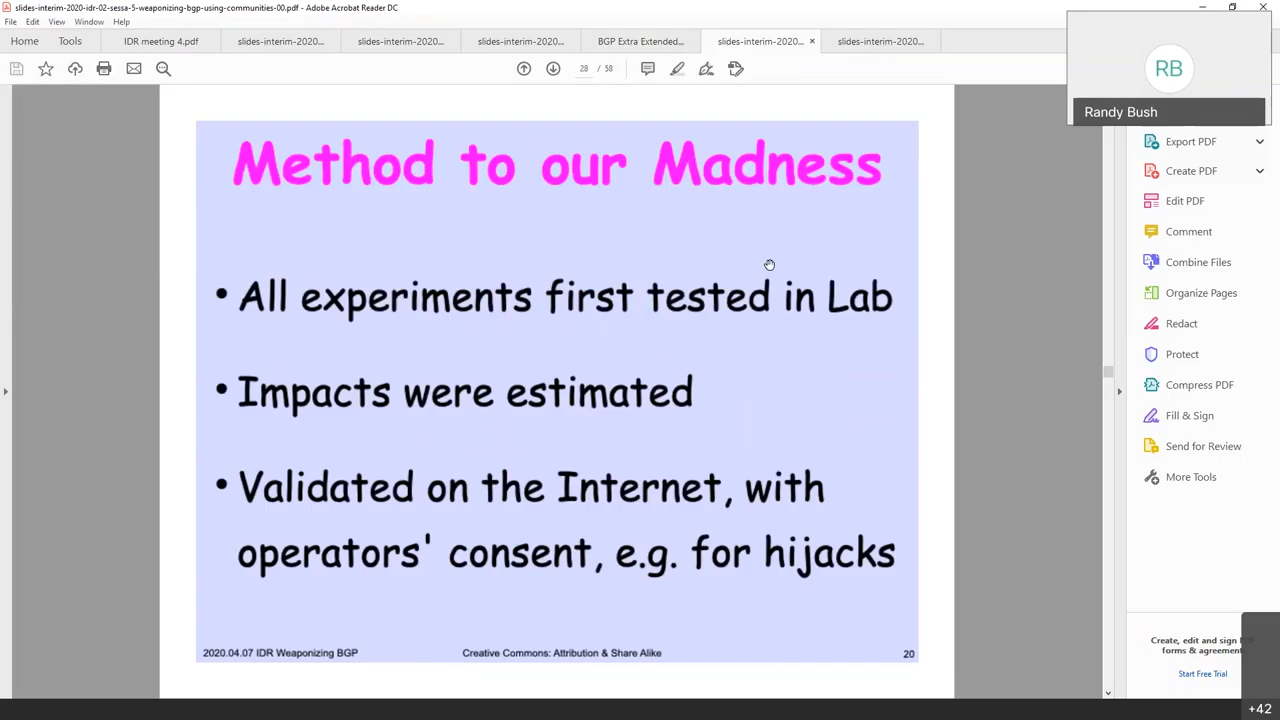 slides-interim-2020-idr-02-sessa-5-weaponizing-bgp-using-communities-00.pdf - Adobe Acrobat Reader DC
File Edit View Window Help
Home Tools IDR meeting 4.pdf slides-interim-2020... slides-interim-2020... slides-interim-2020... BGP Extra Extended... slides-interim-2020... × slides-interim-2020...
28 / 58
RB
Randy Bush
Export PDF
Create PDF
Edit PDF
Comment
Combine Files
Organize Pages
Redact
Protect
Compress PDF
Fill & Sign
Send for Review
More Tools
Method to our Madness
• All experiments first tested in Lab
• Impacts were estimated
• Validated on the Internet, with
operators' consent, e.g. for hijacks
2020.04.07 IDR Weaponizing BGP Creative Commons: Attribution & Share Alike 20
Create, edit and sign
forms & agreement
Start Free Trial
+42